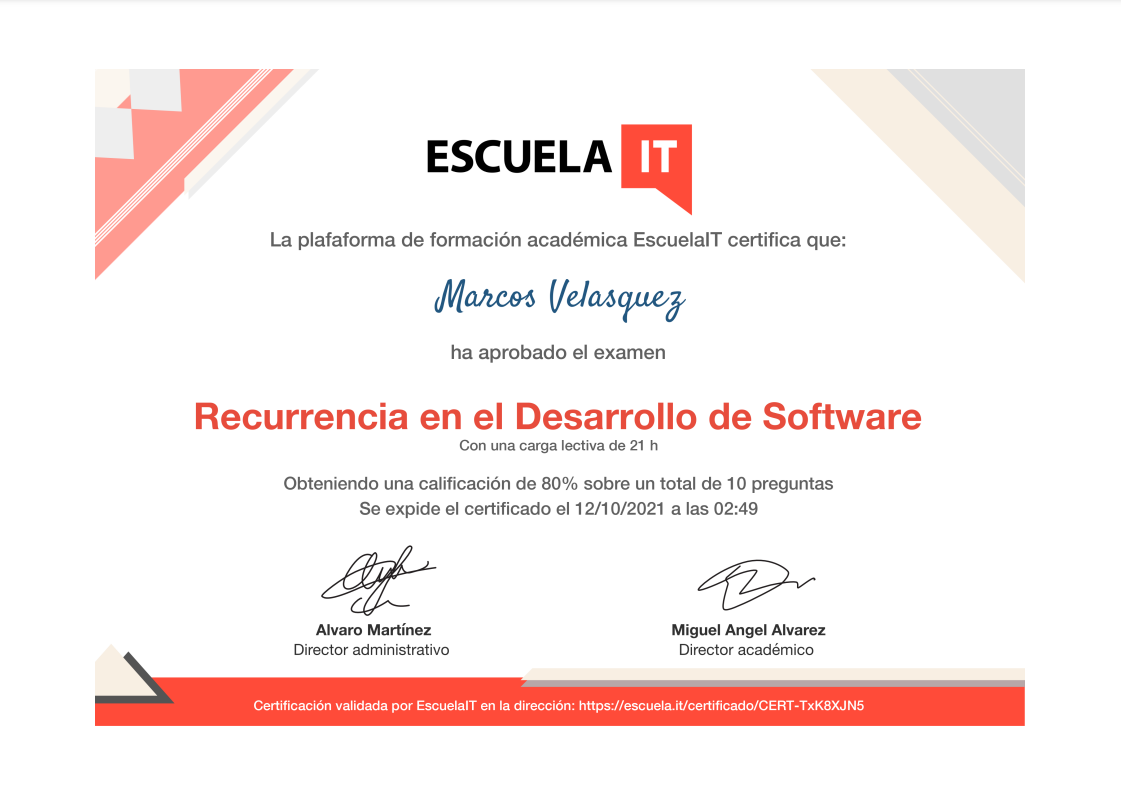 ESCUELA IT
La plafaforma de formación académica EscuelaIT certifica que:
Marcos Velasquez
ha aprobado el examen
Recurrencia en el Desarrollo de Software
Con una carga lectiva de 21 h
Obteniendo una calificación de 80% sobre un total de 10 preguntas
Se expide el certificado el 12/10/2021 a las 02:49
Alvaro Martínez
Director administrativo
Miguel Angel Alvarez
Director académico
Certificación validada por EscuelaIT en la dirección: https://escuela.it/certificado/CERT-TxK8XJN5